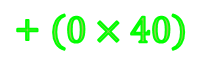 + (0 × 40)